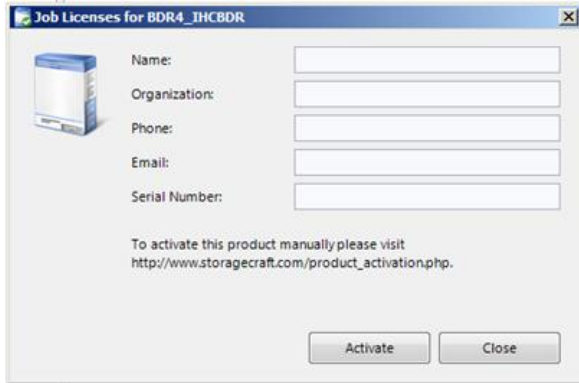 Job Licenses for BDR4_IHCBDR
Name:
Organization:
Phone:
Email:
Serial Number:
To activate this product manually please visit
http://www.storagecraft.com/product_activation.php.
Activate Close